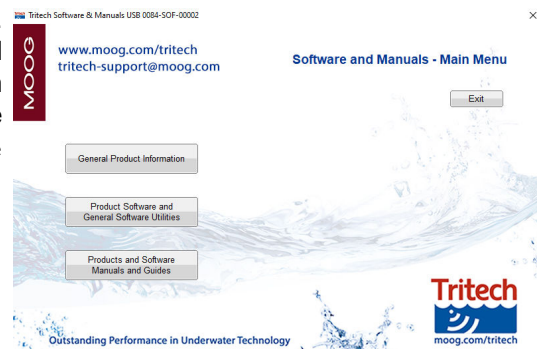 Tritech Software & Manuals USB 0084-SOF-00002
MOOG
www.moog.com/tritech
tritech-support@moog.com
Software and Manuals - Main Menu
Exit
General Product Information
Product Software and
General Software Utilities
Products and Software
Manuals and Guides
Tritech
Outstanding Performance in Underwater Technology
moog.com/tritech